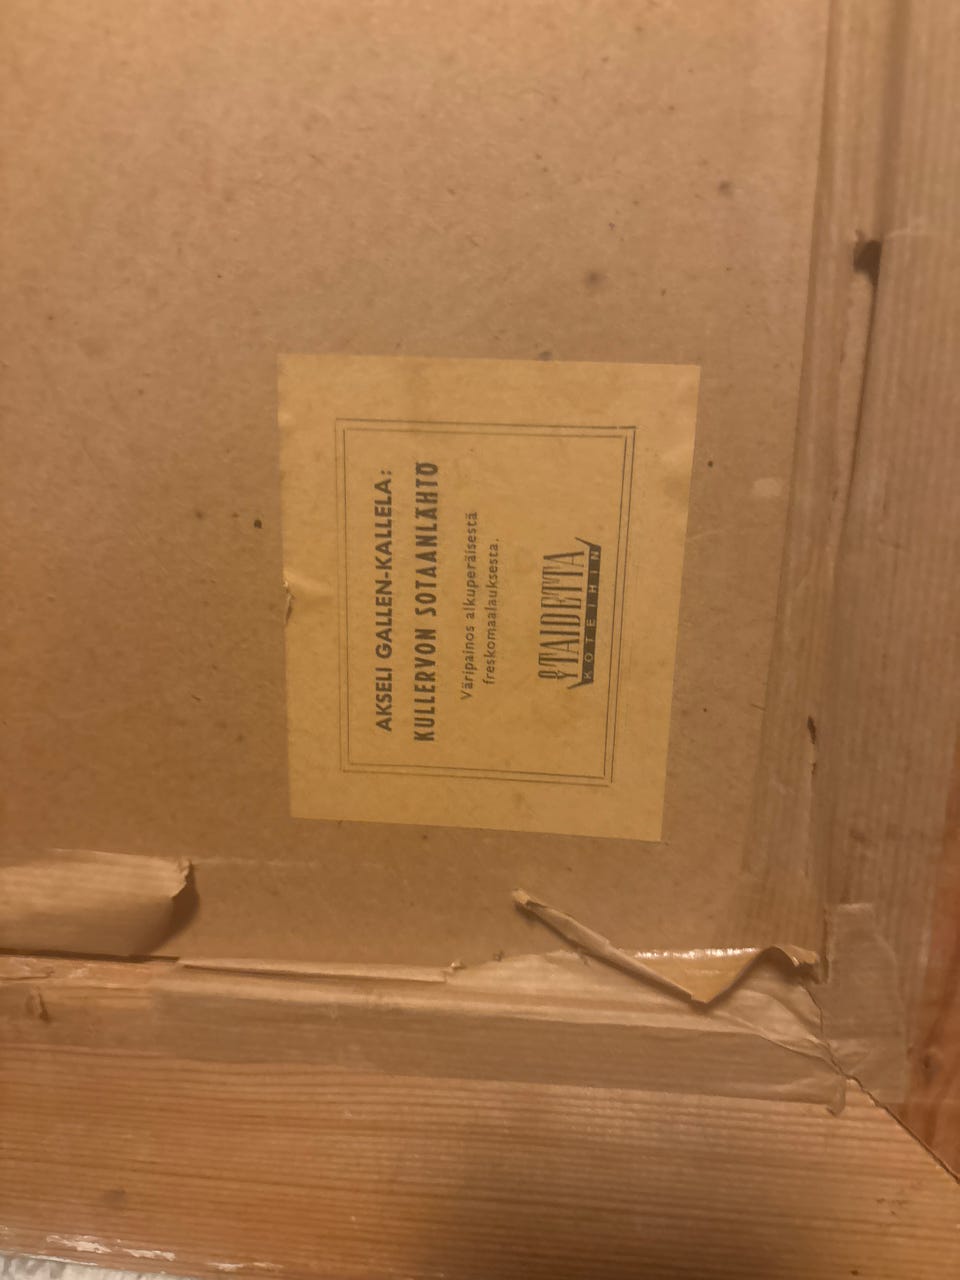 AKSELI GALLEN-KALLELA:
KULLERVON SOTAANLÄHTÖ
Väripainos alkuperäisestä
freskomaalauksesta.
TAIDETTA
KOTEIHIN